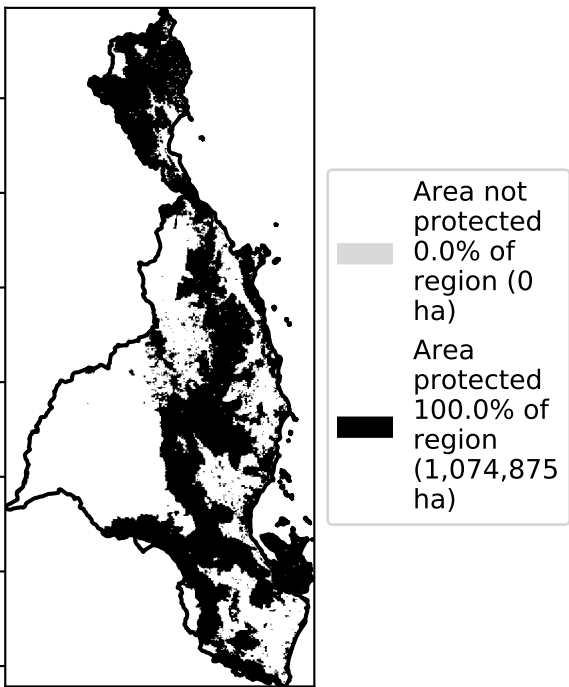 Area not
protected
0.0% of
region (0
ha)
Area
protected
100.0% of
region
(1,074,875
ha)